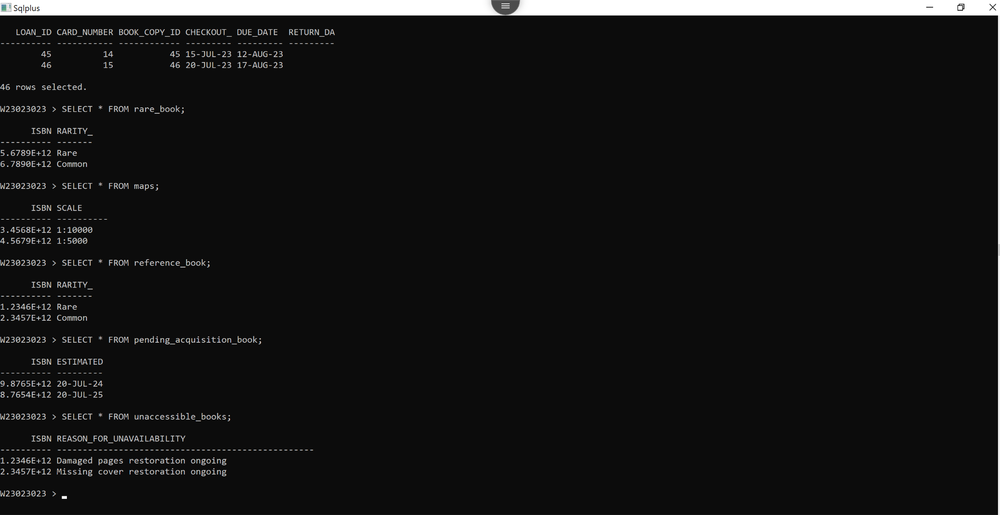 Sqlplus
   LOAN_ID CARD_NUMBER BOOK_COPY_ID CHECKOUT_ DUE_DATE  RETURN_DA
---------- ----------- ------------ --------- --------- ---------
        45          14           45 15-JUL-23 12-AUG-23
        46          15           46 20-JUL-23 17-AUG-23
46 rows selected.
W23023023 > SELECT * FROM rare_book;
      ISBN RARITY_
---------- -------
5.6789E+12 Rare
6.7890E+12 Common
W23023023 > SELECT * FROM maps;
      ISBN SCALE
---------- ----------
3.4568E+12 1:10000
4.5679E+12 1:5000
W23023023 > SELECT * FROM reference_book;
      ISBN RARITY_
---------- -------
1.2346E+12 Rare
2.3457E+12 Common
W23023023 > SELECT * FROM pending_acquisition_book;
      ISBN ESTIMATED
---------- ---------
9.8765E+12 20-JUL-24
8.7654E+12 20-JUL-25
W23023023 > SELECT * FROM unaccessible_books;
      ISBN REASON_FOR_UNAVAILABILITY
---------- --------------------------------------------------
1.2346E+12 Damaged pages restoration ongoing
2.3457E+12 Missing cover restoration ongoing
W23023023 >